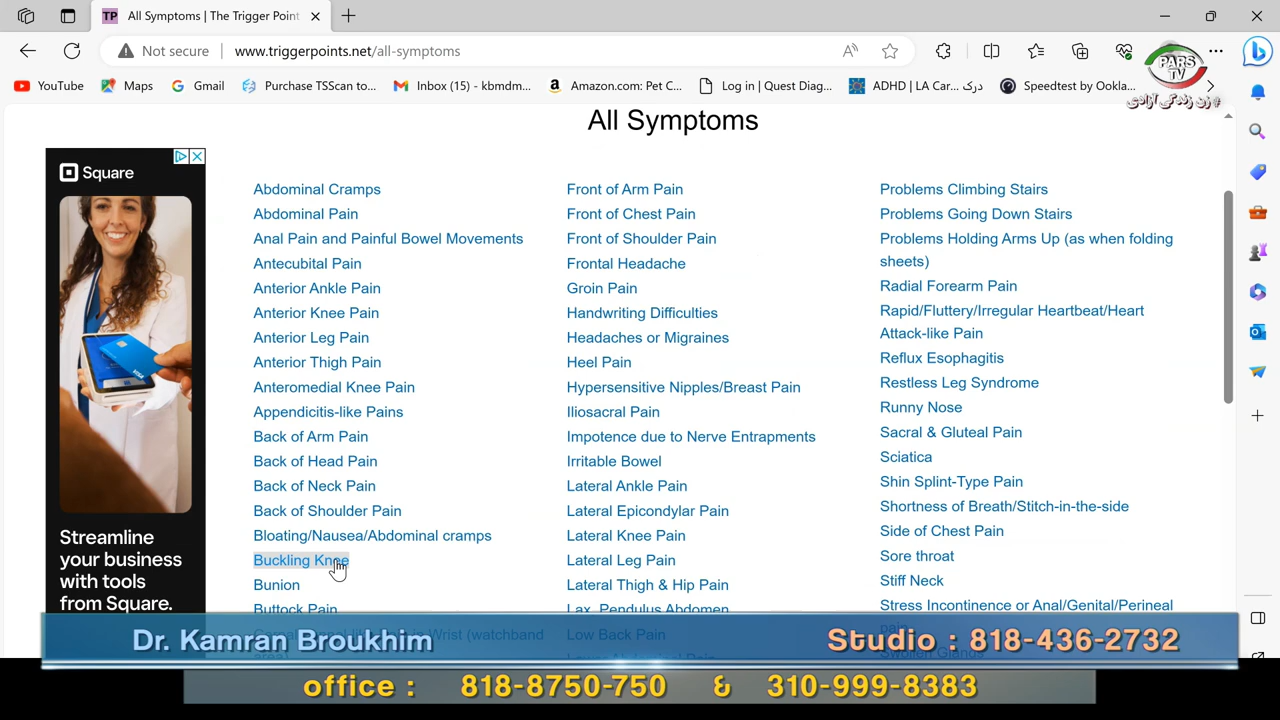 TP All Symptoms | The Trigger Point
Not secure www.triggerpoints.net/all-symptoms
YouTube Maps Gmail Purchase TSScan to... Inbox (15) - kbmdm... Amazon.com: Pet C... Log in | Quest Diag... درک ADHD | LA Car... Speedtest by Ookla...
PARS
TV
#زن زندگی آزادی
All Symptoms
Square
Streamline
your business
with tools
from Square.
VISA
Abdominal Cramps
Abdominal Pain
Anal Pain and Painful Bowel Movements
Antecubital Pain
Anterior Ankle Pain
Anterior Knee Pain
Anterior Leg Pain
Anterior Thigh Pain
Anteromedial Knee Pain
Appendicitis-like Pains
Back of Arm Pain
Back of Head Pain
Back of Neck Pain
Back of Shoulder Pain
Bloating/Nausea/Abdominal cramps
Buckling Knee
Bunion
Buttock Pain
Front of Arm Pain
Front of Chest Pain
Front of Shoulder Pain
Frontal Headache
Groin Pain
Handwriting Difficulties
Headaches or Migraines
Heel Pain
Hypersensitive Nipples/Breast Pain
Iliosacral Pain
Impotence due to Nerve Entrapments
Irritable Bowel
Lateral Ankle Pain
Lateral Epicondylar Pain
Lateral Knee Pain
Lateral Leg Pain
Lateral Thigh & Hip Pain
Lax, Pendulus Abdomen
Low Back Pain
Problems Climbing Stairs
Problems Going Down Stairs
Problems Holding Arms Up (as when folding
sheets)
Radial Forearm Pain
Rapid/Fluttery/Irregular Heartbeat/Heart
Attack-like Pain
Reflux Esophagitis
Restless Leg Syndrome
Runny Nose
Sacral & Gluteal Pain
Sciatica
Shin Splint-Type Pain
Shortness of Breath/Stitch-in-the-side
Side of Chest Pain
Sore throat
Stiff Neck
Stress Incontinence or Anal/Genital/Perineal
Dr. Kamran Broukhim Studio : 818-436-2732
office : 818-8750-750 & 310-999-8383